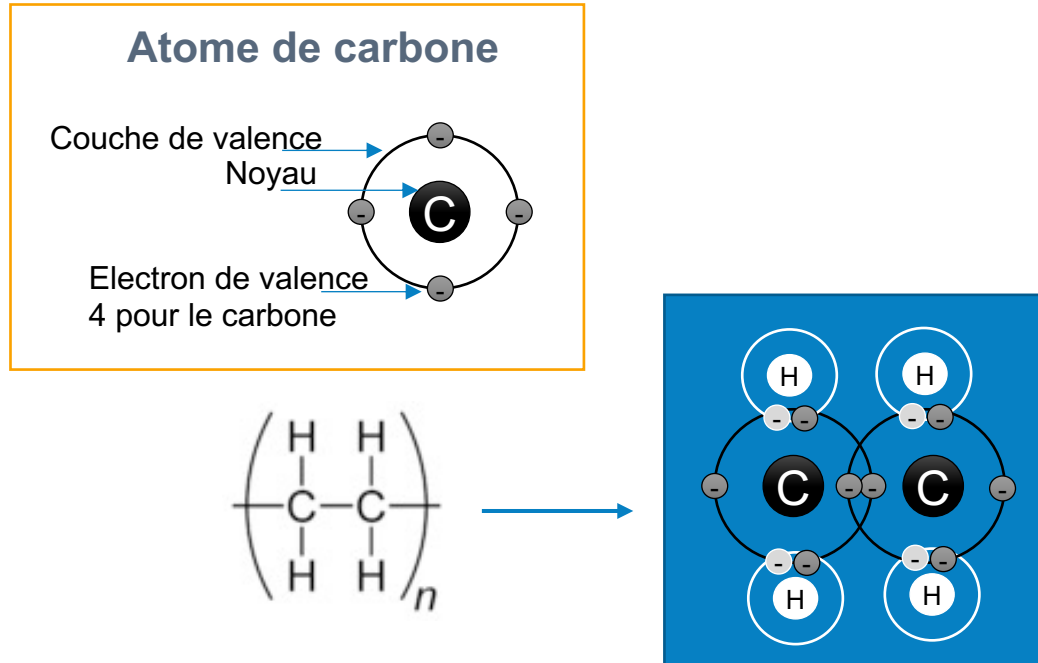 Atome de carbone
Couche de valence
Noyau
C
-
-
-
-
Electron de valence
4 pour le carbone
H H
C C
H H
n
H H
- - - -
C C
- - - -
- - - -
H H